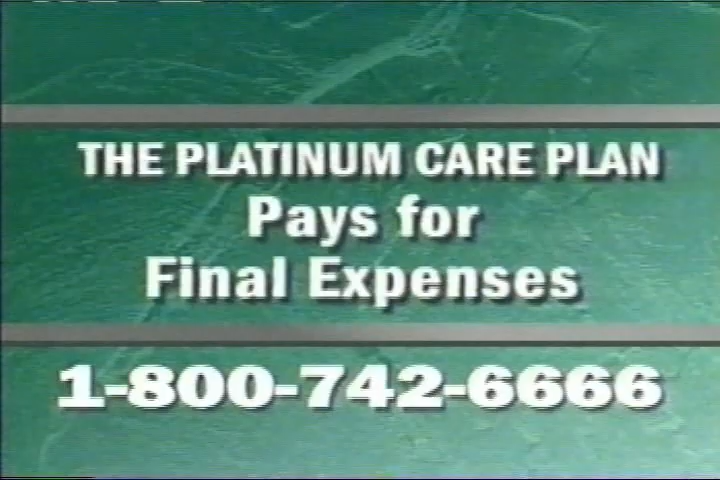 THE PLATINUM CARE PLAN
Pays for
Final Expenses
1-800-742-6666